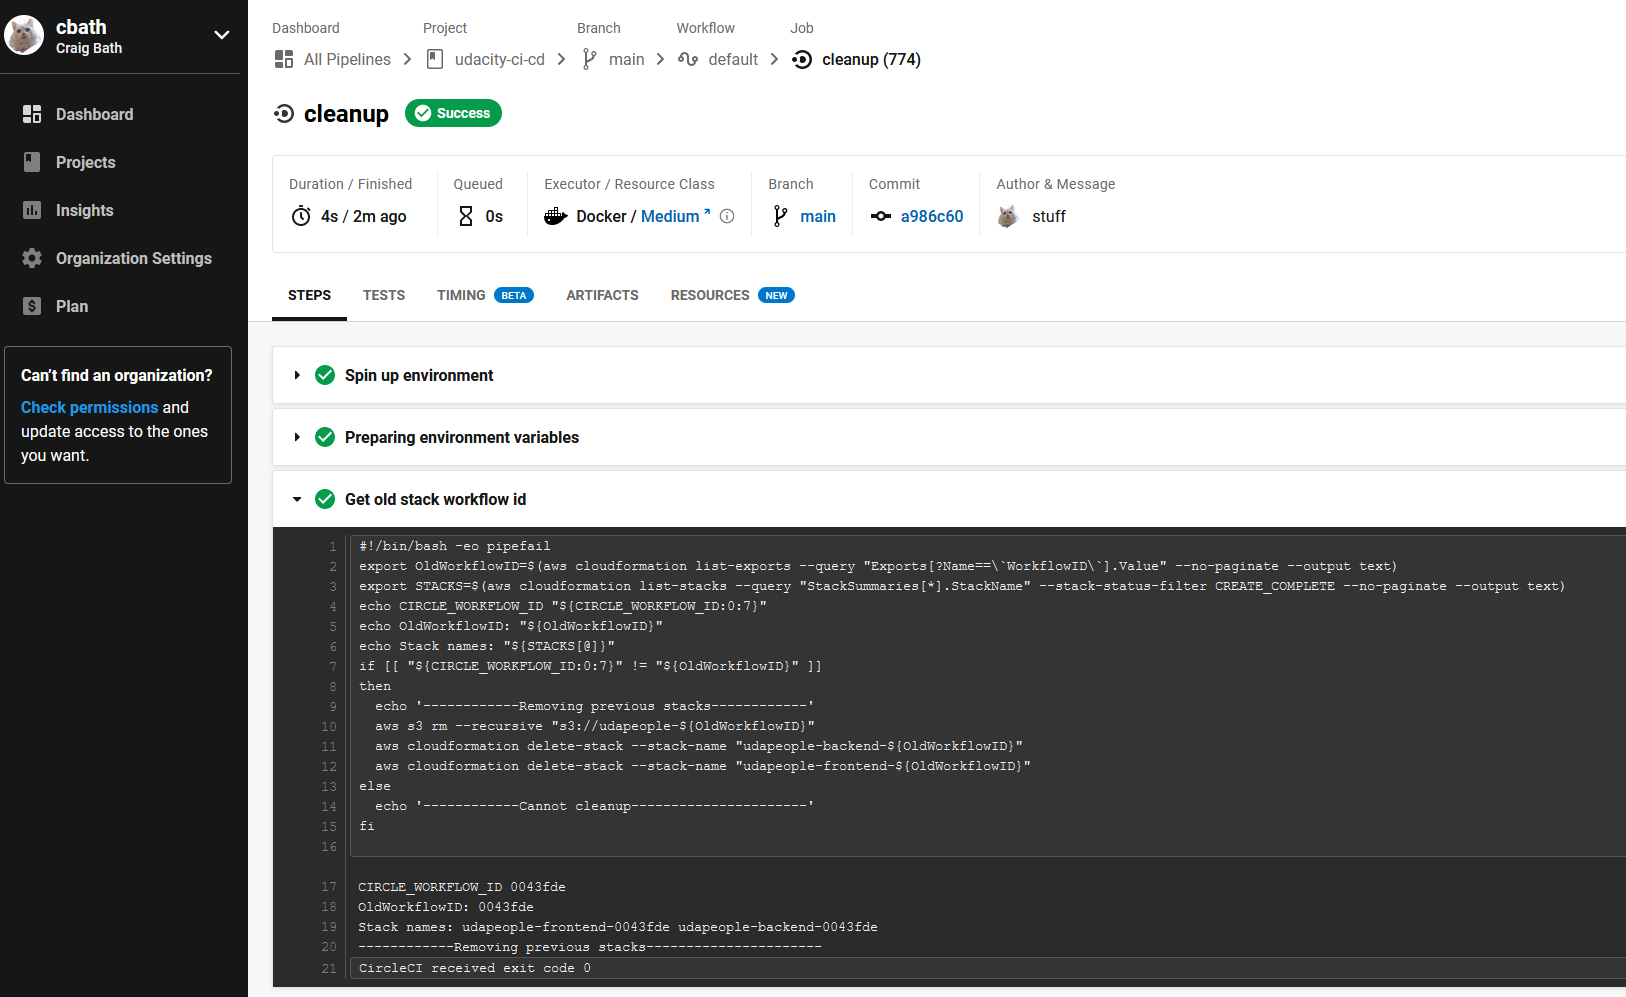 cbath
Craig Bath
Dashboard
Projects
Insights
Organization Settings
Plan
Can't find an organization?
Check permissions and
update access to the ones
you want.
Dashboard Project Branch Workflow Job
All Pipelines udacity-ci-cd main default cleanup (774)
cleanup Success
Duration / Finished Queued Executor / Resource Class Branch Commit Author & Message
4s / 2m ago 0s Docker / Medium main a986c60 stuff
STEPS TESTS TIMING BETA ARTIFACTS RESOURCES NEW
Spin up environment
Preparing environment variables
Get old stack workflow id
1 #!/bin/bash -eo pipefail
2 export OldWorkflowID=$(aws cloudformation list-exports --query "Exports[?Name==\`WorkflowID\`].Value" --no-paginate --output text)
3 export STACKS=$(aws cloudformation list-stacks --query "StackSummaries[*].StackName" --stack-status-filter CREATE_COMPLETE --no-paginate --output text)
4 echo CIRCLE_WORKFLOW_ID "${CIRCLE_WORKFLOW_ID:0:7}"
5 echo OldWorkflowID: "${OldWorkflowID}"
6 echo Stack names: "${STACKS[@]}"
7 if [[ "${CIRCLE_WORKFLOW_ID:0:7}" != "${OldWorkflowID}" ]]
8 then
9 echo '------------Removing previous stacks------------'
10 aws s3 rm --recursive "s3://udapeople-${OldWorkflowID}"
11 aws cloudformation delete-stack --stack-name "udapeople-backend-${OldWorkflowID}"
12 aws cloudformation delete-stack --stack-name "udapeople-frontend-${OldWorkflowID}"
13 else
14 echo '------------Cannot cleanup----------------------'
15 fi
16
17 CIRCLE_WORKFLOW_ID 0043fde
18 OldWorkflowID: 0043fde
19 Stack names: udapeople-frontend-0043fde udapeople-backend-0043fde
20 ------------Removing previous stacks----------------------
21 CircleCI received exit code 0